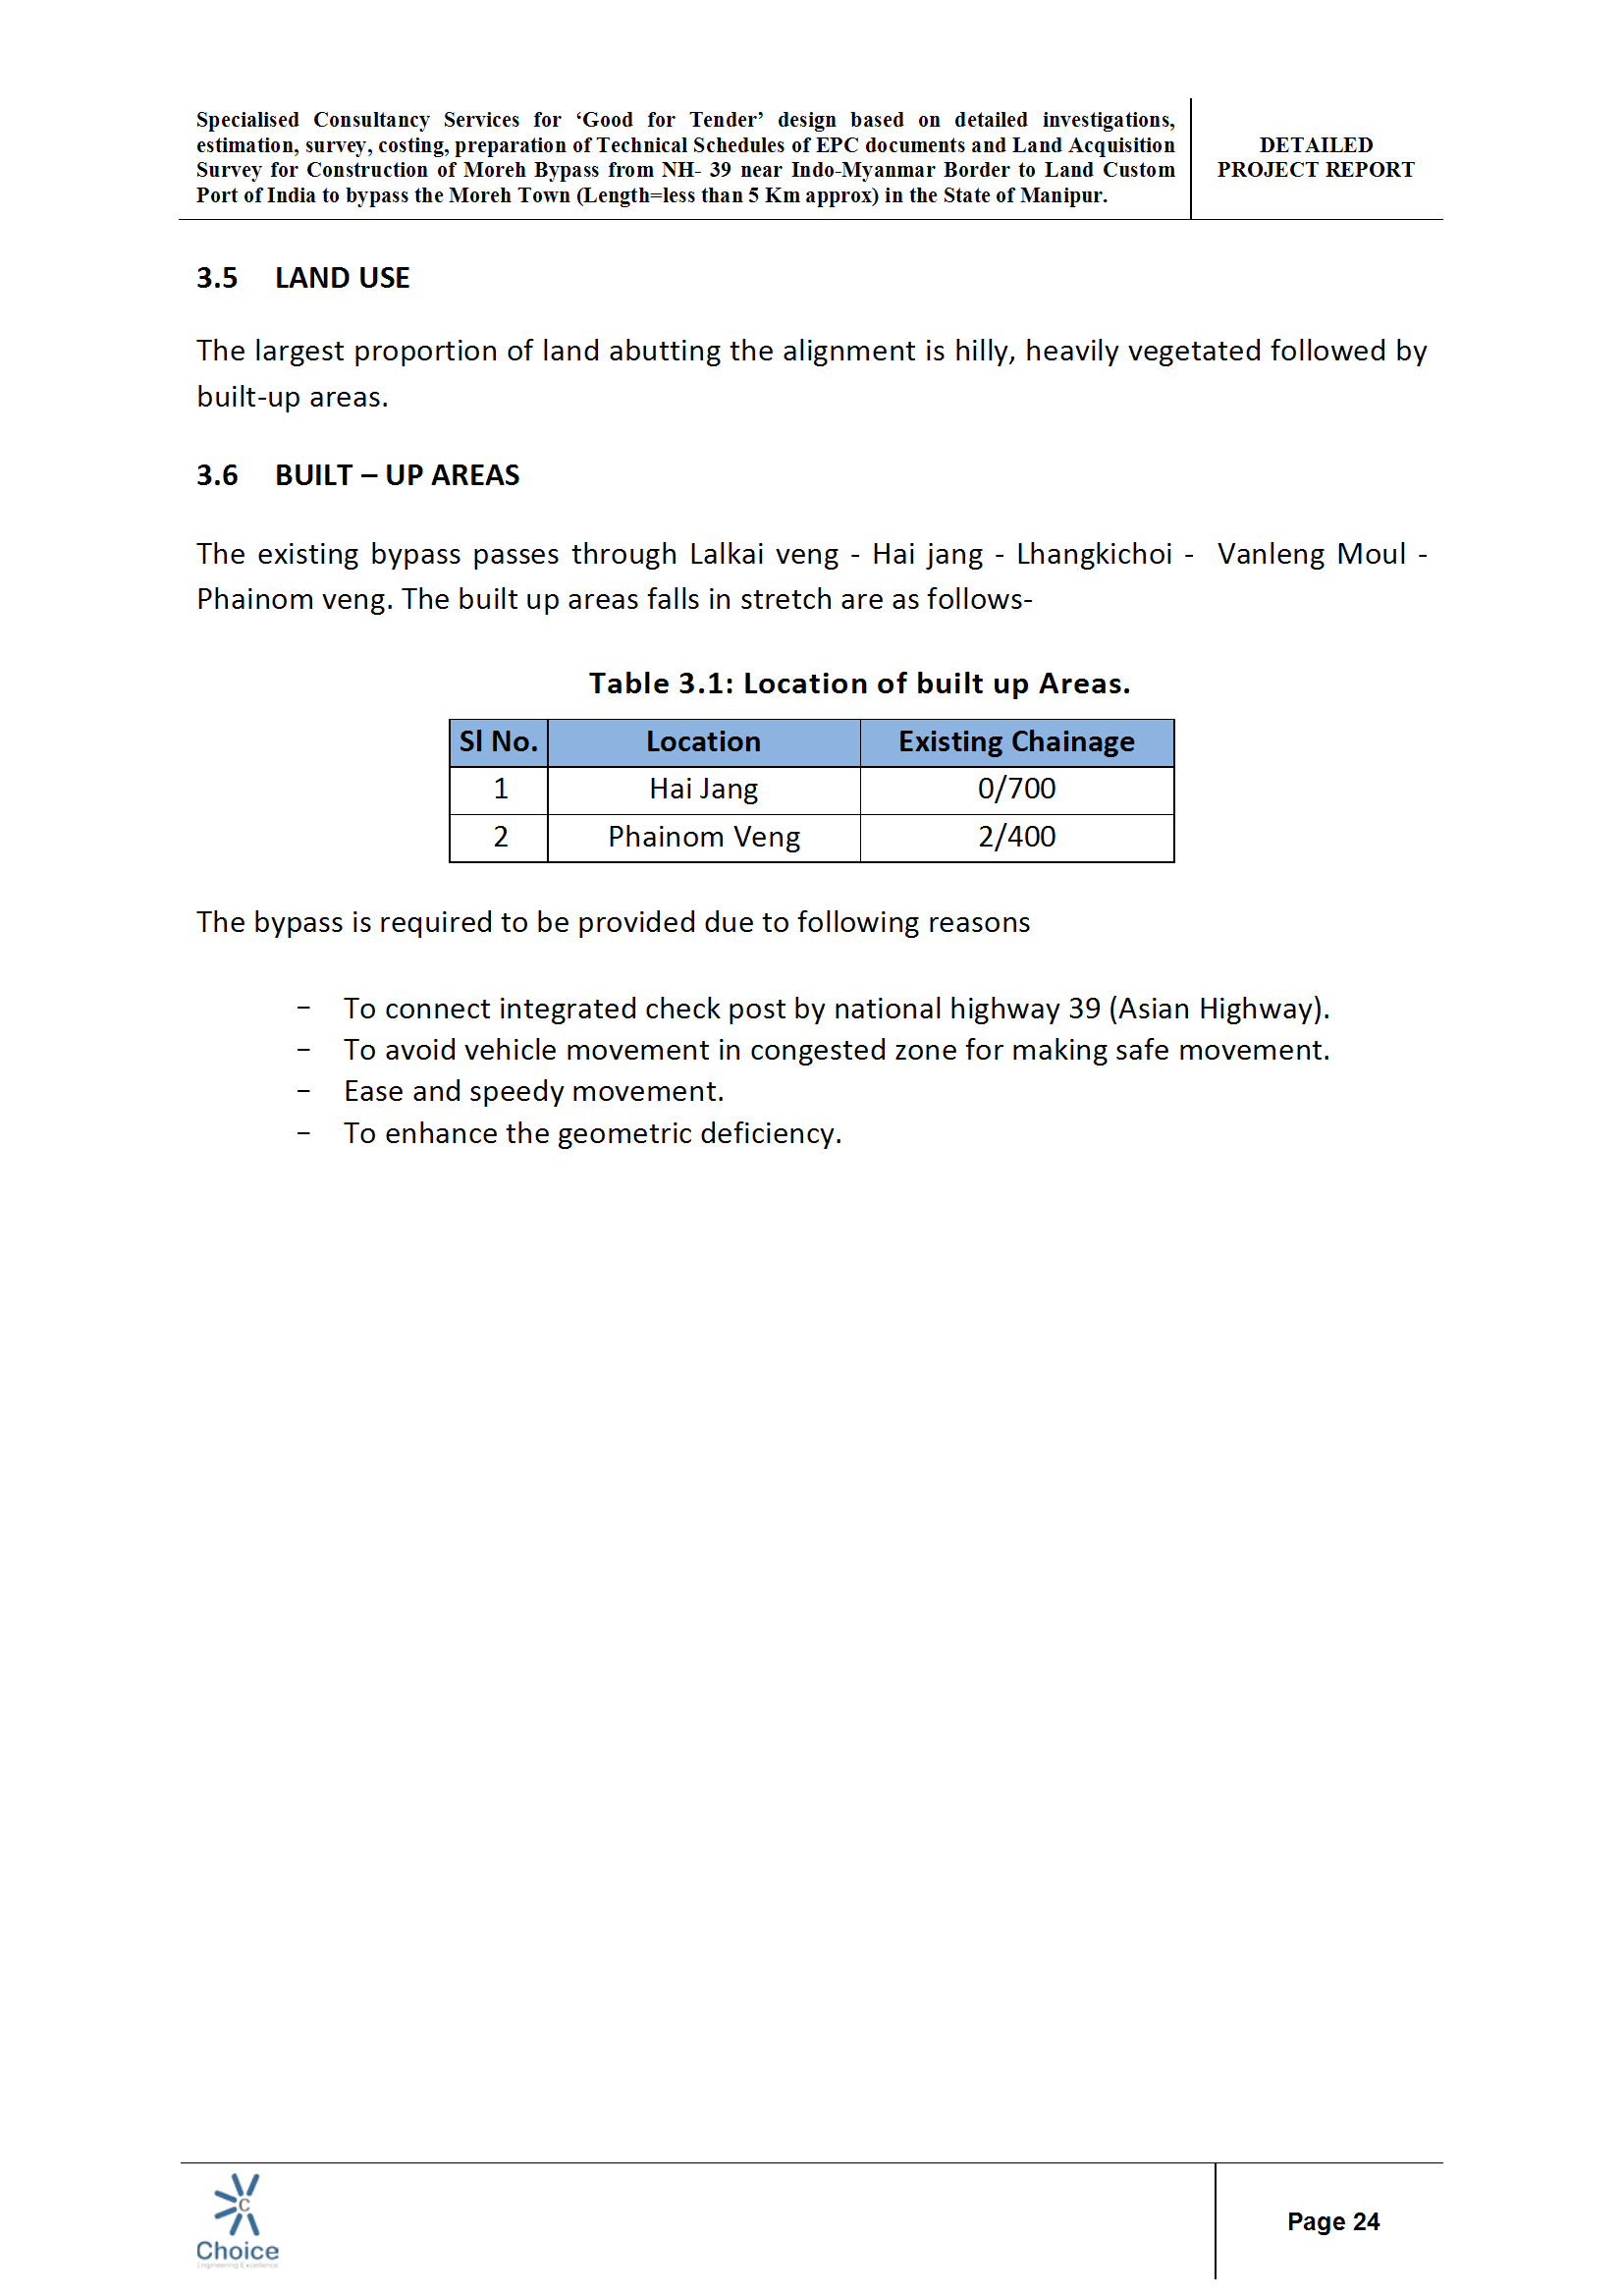 Specialised Consultancy Services for ‘Good for Tender’ design based on detailed investigations,
estimation, survey, costing, preparation of Technical Schedules of EPC documents and Land Acquisition
Survey for Construction of Moreh Bypass from NH- 39 near Indo-Myanmar Border to Land Custom
Port of India to bypass the Moreh Town (Length=less than 5 Km approx) in the State of Manipur.
DETAILED
PROJECT REPORT
3.5 LAND USE
The largest proportion of land abutting the alignment is hilly, heavily vegetated followed by
built-up areas.
3.6 BUILT – UP AREAS
The existing bypass passes through Lalkai veng - Hai jang - Lhangkichoi - Vanleng Moul -
Phainom veng. The built up areas falls in stretch are as follows-
Table 3.1: Location of built up Areas.
Sl No. Location Existing Chainage
1 Hai Jang 0/700
2 Phainom Veng 2/400
The bypass is required to be provided due to following reasons
- To connect integrated check post by national highway 39 (Asian Highway).
- To avoid vehicle movement in congested zone for making safe movement.
- Ease and speedy movement.
- To enhance the geometric deficiency.
C
Choice
Engineering Excellence
Page 24